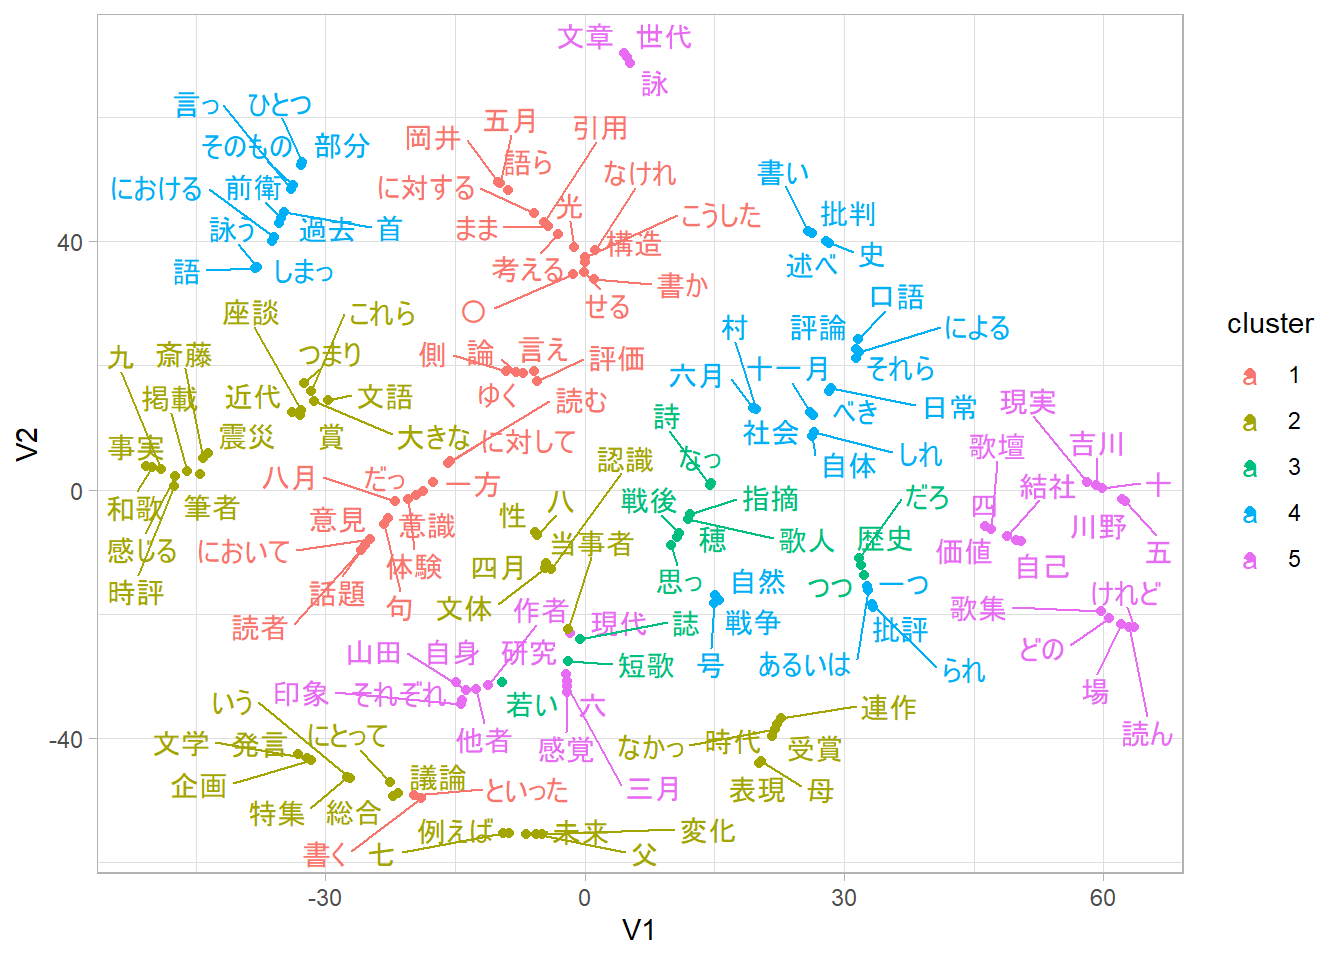 文章 世代
詠
言っ ひとつ
そのもの 部分
における 前衛
詠う 過去 首
語 しまっ
岡井 五月 引用
語ら
に対する なけれ
光 こうした
まま 構造
考える 書か
〇 せる
書い
批判
述べ 史
口語
村 評論 による
六月 十一月 それら
べき 日常
社会 しれ
自体
座談 これら
九 斎藤 つまり
掲載 近代 文語
震災 賞 大きな
事実
和歌 筆者
感じる
時評
側 論 言え 評価
ゆく 読む
に対して
八月 だっ 一方
意見 意識
において 体験
話題 句
読者
詩
なっ
認識
性 八 戦後 指摘
当事者 穂 歌人 歴史 だろ
四月 思っ つつ
文体
自然 一つ
戦争 批評
号 あるいは られ
現実
歌壇 吉川
四 結社 十
価値 川野 五
自己
歌集 けれど
どの
場
読ん
作者 現代 誌
山田 自身 研究 短歌
印象 それぞれ 若い 六
他者 感覚
三月
いう
文学 発言 にとって
企画 議論
特集 総合 といった
書く 七 例えば 未来 変化
父
連作
なかっ 時代 受賞
表現 母
40
0
-40
V2
-30 0 30 60
V1
cluster
a 1
a 2
a 3
a 4
a 5